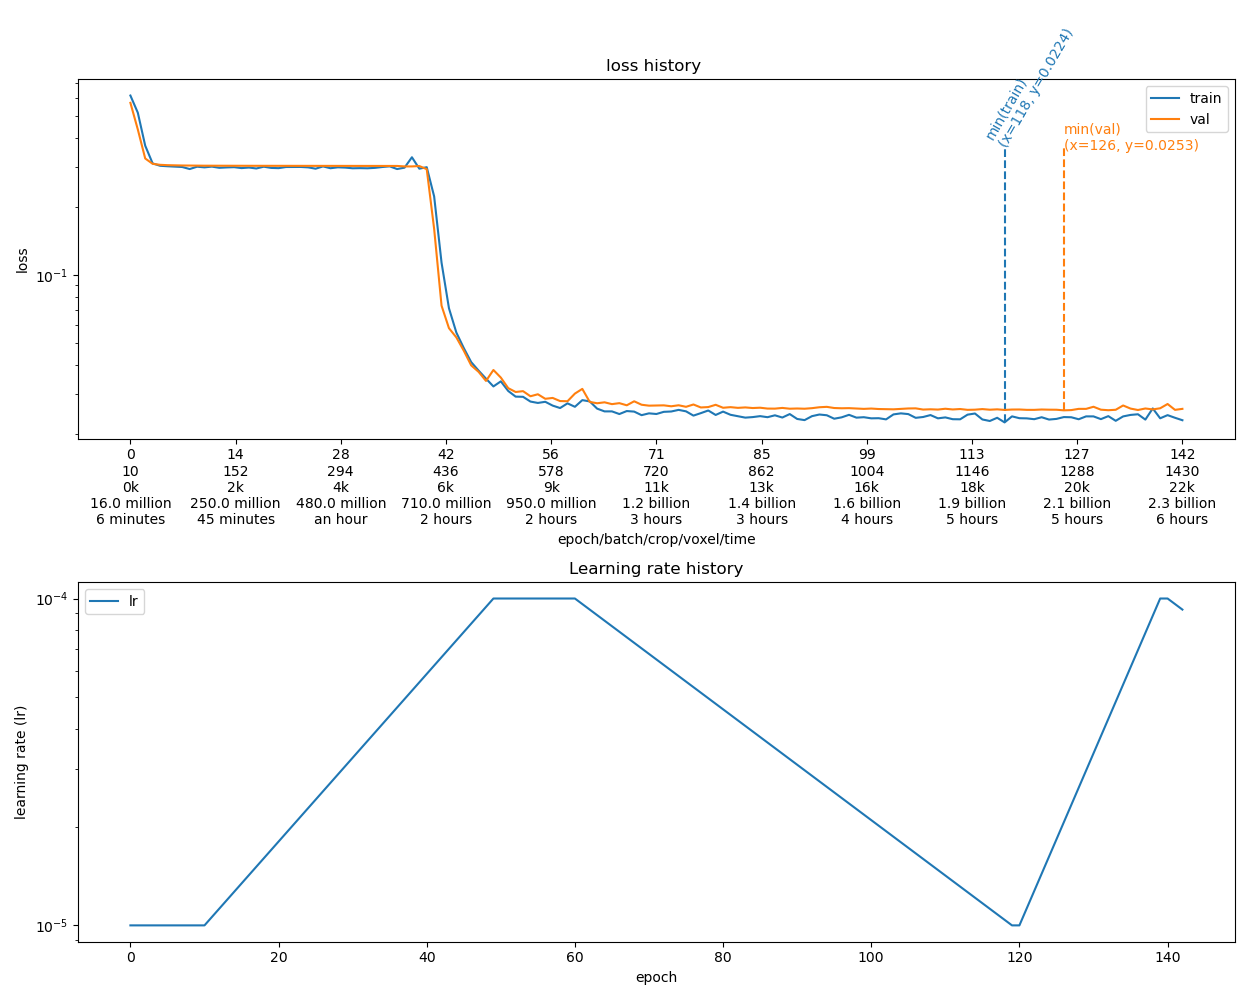 loss history
min(train)
(x=118, y=0.0224)
min(val)
(x=126, y=0.0253)
train
val
loss
10⁻¹
0 14 28 42 56 71 85 99 113 127 142
10 152 294 436 578 720 862 1004 1146 1288 1430
0k 2k 4k 6k 9k 11k 13k 16k 18k 20k 22k
16.0 million 250.0 million 480.0 million 710.0 million 950.0 million 1.2 billion 1.4 billion 1.6 billion 1.9 billion 2.1 billion 2.3 billion
6 minutes 45 minutes an hour 2 hours 2 hours 3 hours 3 hours 4 hours 5 hours 5 hours 6 hours
epoch/batch/crop/voxel/time
Learning rate history
lr
learning rate (lr)
10⁻⁴
10⁻⁵
0 20 40 60 80 100 120 140
epoch